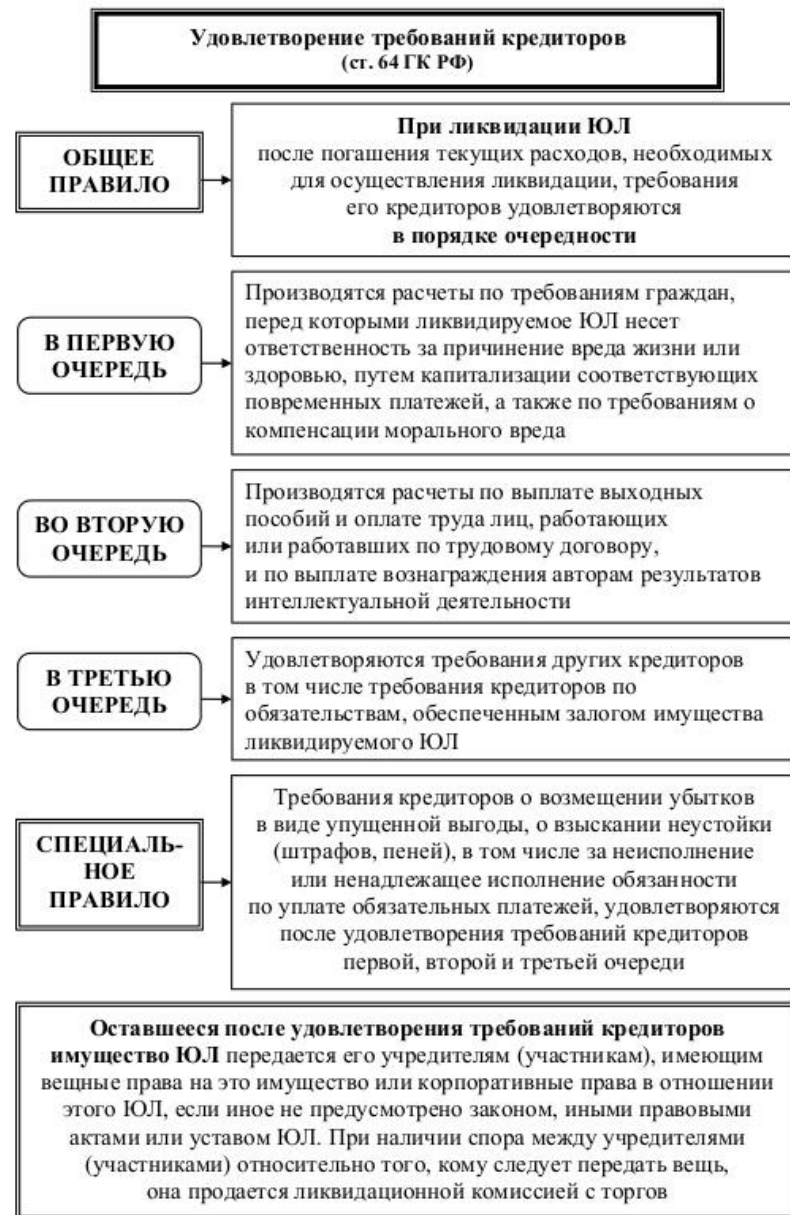 Удовлетворение требований кредиторов
(ст. 64 ГК РФ)
ОБЩЕЕ
ПРАВИЛО
При ликвидации ЮЛ
после погашения текущих расходов, необходимых
для осуществления ликвидации, требования
его кредиторов удовлетворяются
в порядке очередности
В ПЕРВУЮ
ОЧЕРЕДЬ
Производятся расчеты по требованиям граждан,
перед которыми ликвидируемое ЮЛ несет
ответственность за причинение вреда жизни или
здоровью, путем капитализации соответствующих
повременных платежей, а также по требованиям о
компенсации морального вреда
ВО ВТОРУЮ
ОЧЕРЕДЬ
Производятся расчеты по выплате выходных
пособий и оплате труда лиц, работающих
или работавших по трудовому договору,
и по выплате вознаграждения авторам результатов
интеллектуальной деятельности
В ТРЕТЬЮ
ОЧЕРЕДЬ
Удовлетворяются требования других кредиторов
в том числе требования кредиторов по
обязательствам, обеспеченным залогом имущества
ликвидируемого ЮЛ
СПЕЦИАЛЬ-
НОЕ
ПРАВИЛО
Требования кредиторов о возмещении убытков
в виде упущенной выгоды, о взыскании неустойки
(штрафов, пеней), в том числе за неисполнение
или ненадлежащее исполнение обязанности
по уплате обязательных платежей, удовлетворяются
после удовлетворения требований кредиторов
первой, второй и третьей очереди
Оставшееся после удовлетворения требований кредиторов
имущество ЮЛ передается его учредителям (участникам), имеющим
вещные права на это имущество или корпоративные права в отношении
этого ЮЛ, если иное не предусмотрено законом, иными правовыми
актами или уставом ЮЛ. При наличии спора между учредителями
(участниками) относительно того, кому следует передать вещь,
она продается ликвидационной комиссией с торгов